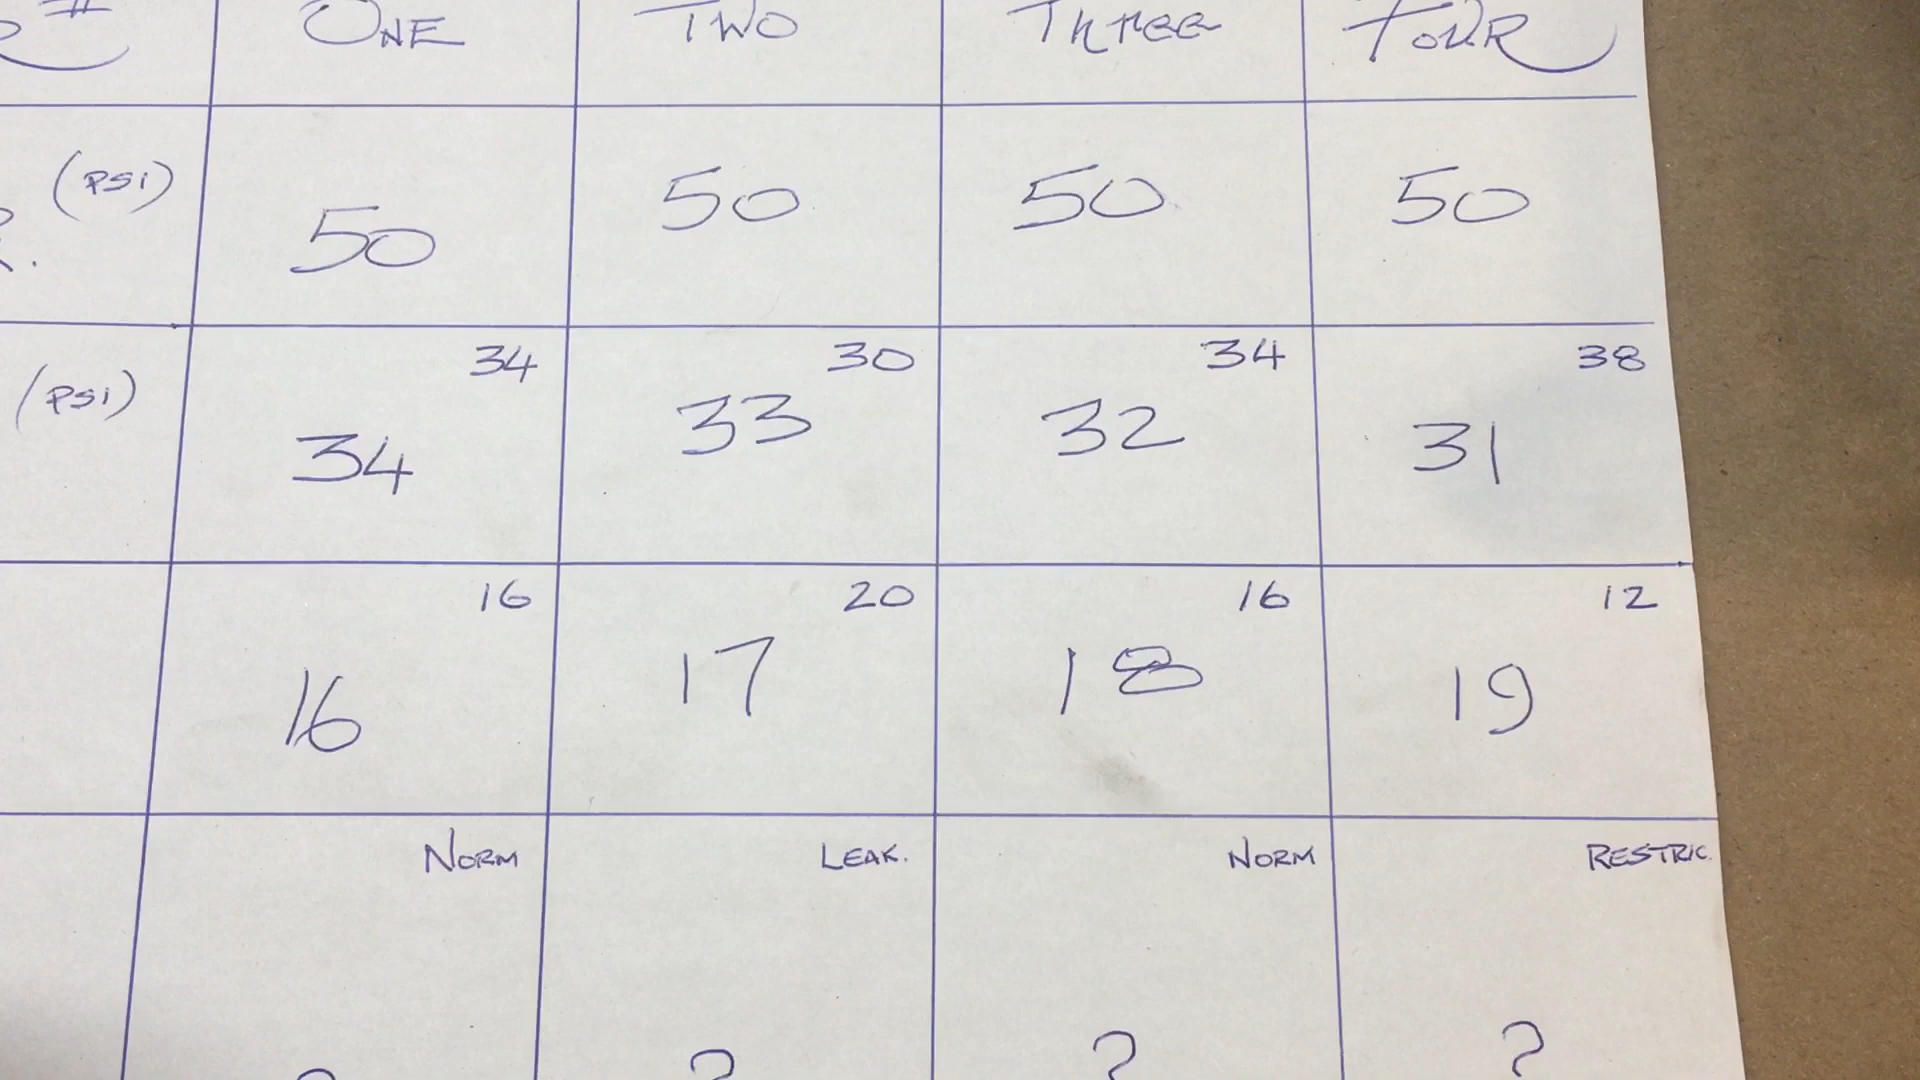 # ONE TWO THREE FOUR
(PSI) 50 50 50 50
R.
34 30 34 38
(PSI) 34 33 32 31
16 20 16 12
16 17 18 19
NORM LEAK. NORM RESTRIC.
? ? ? ?